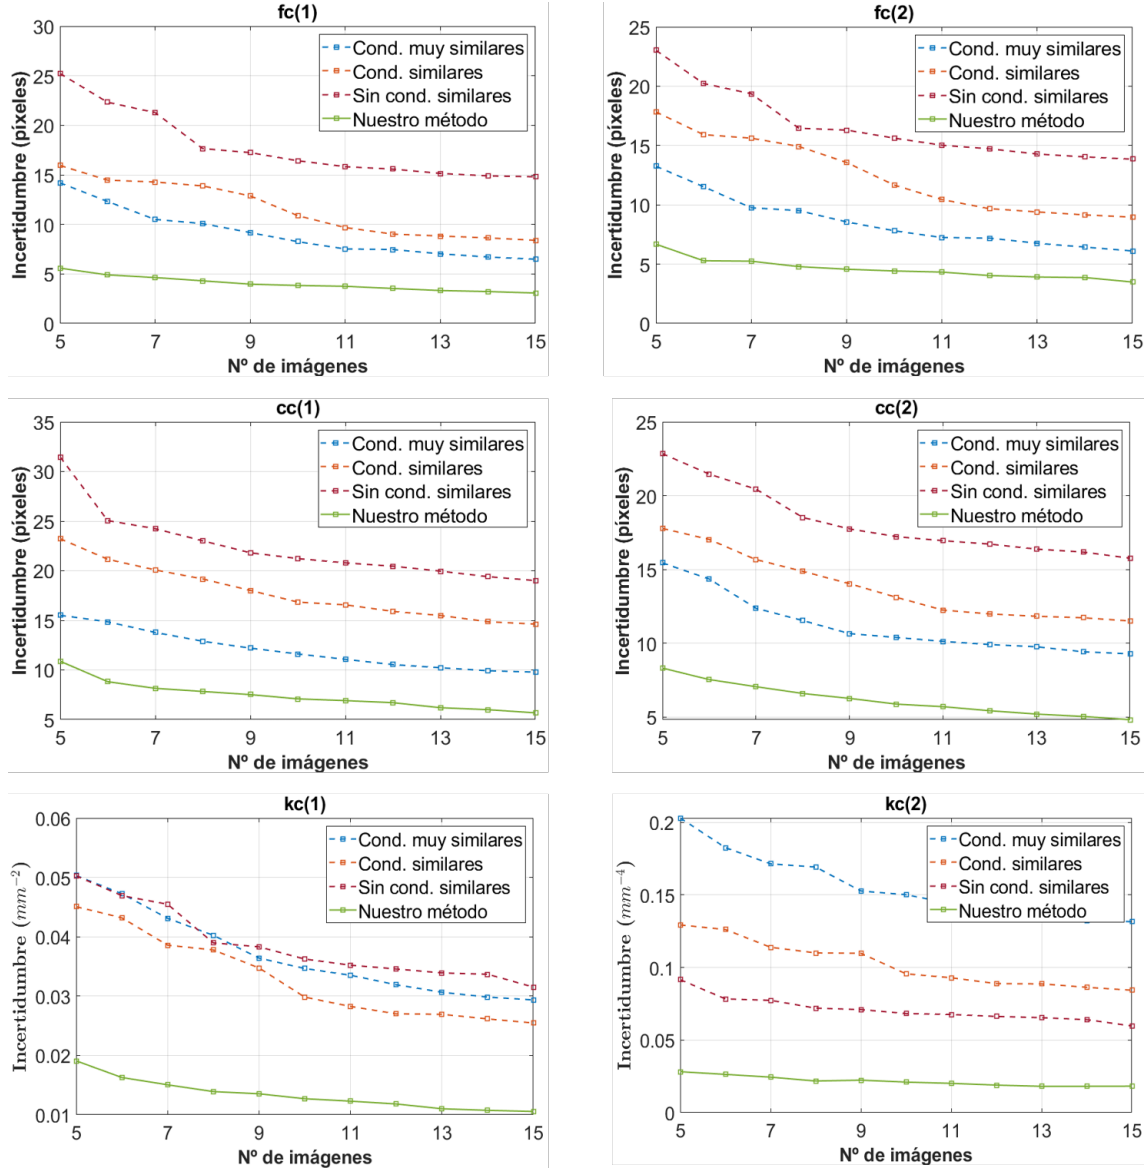 fc(1)
30
25
20
15
10
5
0
Incertidumbre (píxeles)
Cond. muy similares
Cond. similares
Sin cond. similares
Nuestro método
5 7 9 11 13 15
Nº de imágenes
fc(2)
25
20
15
10
5
0
Incertidumbre (píxeles)
Cond. muy similares
Cond. similares
Sin cond. similares
Nuestro método
5 7 9 11 13 15
Nº de imágenes
cc(1)
35
30
25
20
15
10
5
Incertidumbre (píxeles)
Cond. muy similares
Cond. similares
Sin cond. similares
Nuestro método
5 7 9 11 13 15
Nº de imágenes
cc(2)
25
20
15
10
5
Incertidumbre (píxeles)
Cond. muy similares
Cond. similares
Sin cond. similares
Nuestro método
5 7 9 11 13 15
Nº de imágenes
kc(1)
0.06
0.05
0.04
0.03
0.02
0.01
Incertidumbre (mm⁻²)
Cond. muy similares
Cond. similares
Sin cond. similares
Nuestro método
5 7 9 11 13 15
Nº de imágenes
kc(2)
0.2
0.15
0.1
0.05
0
Incertidumbre (mm⁻⁴)
Cond. muy similares
Cond. similares
Sin cond. similares
Nuestro método
5 7 9 11 13 15
Nº de imágenes